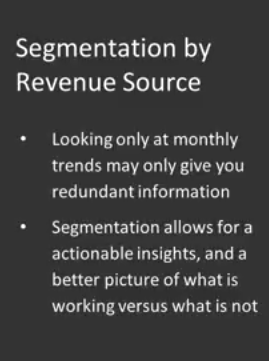 Segmentation by
Revenue Source
• Looking only at monthly
trends may only give you
redundant information
• Segmentation allows for a
actionable insights, and a
better picture of what is
working versus what is not